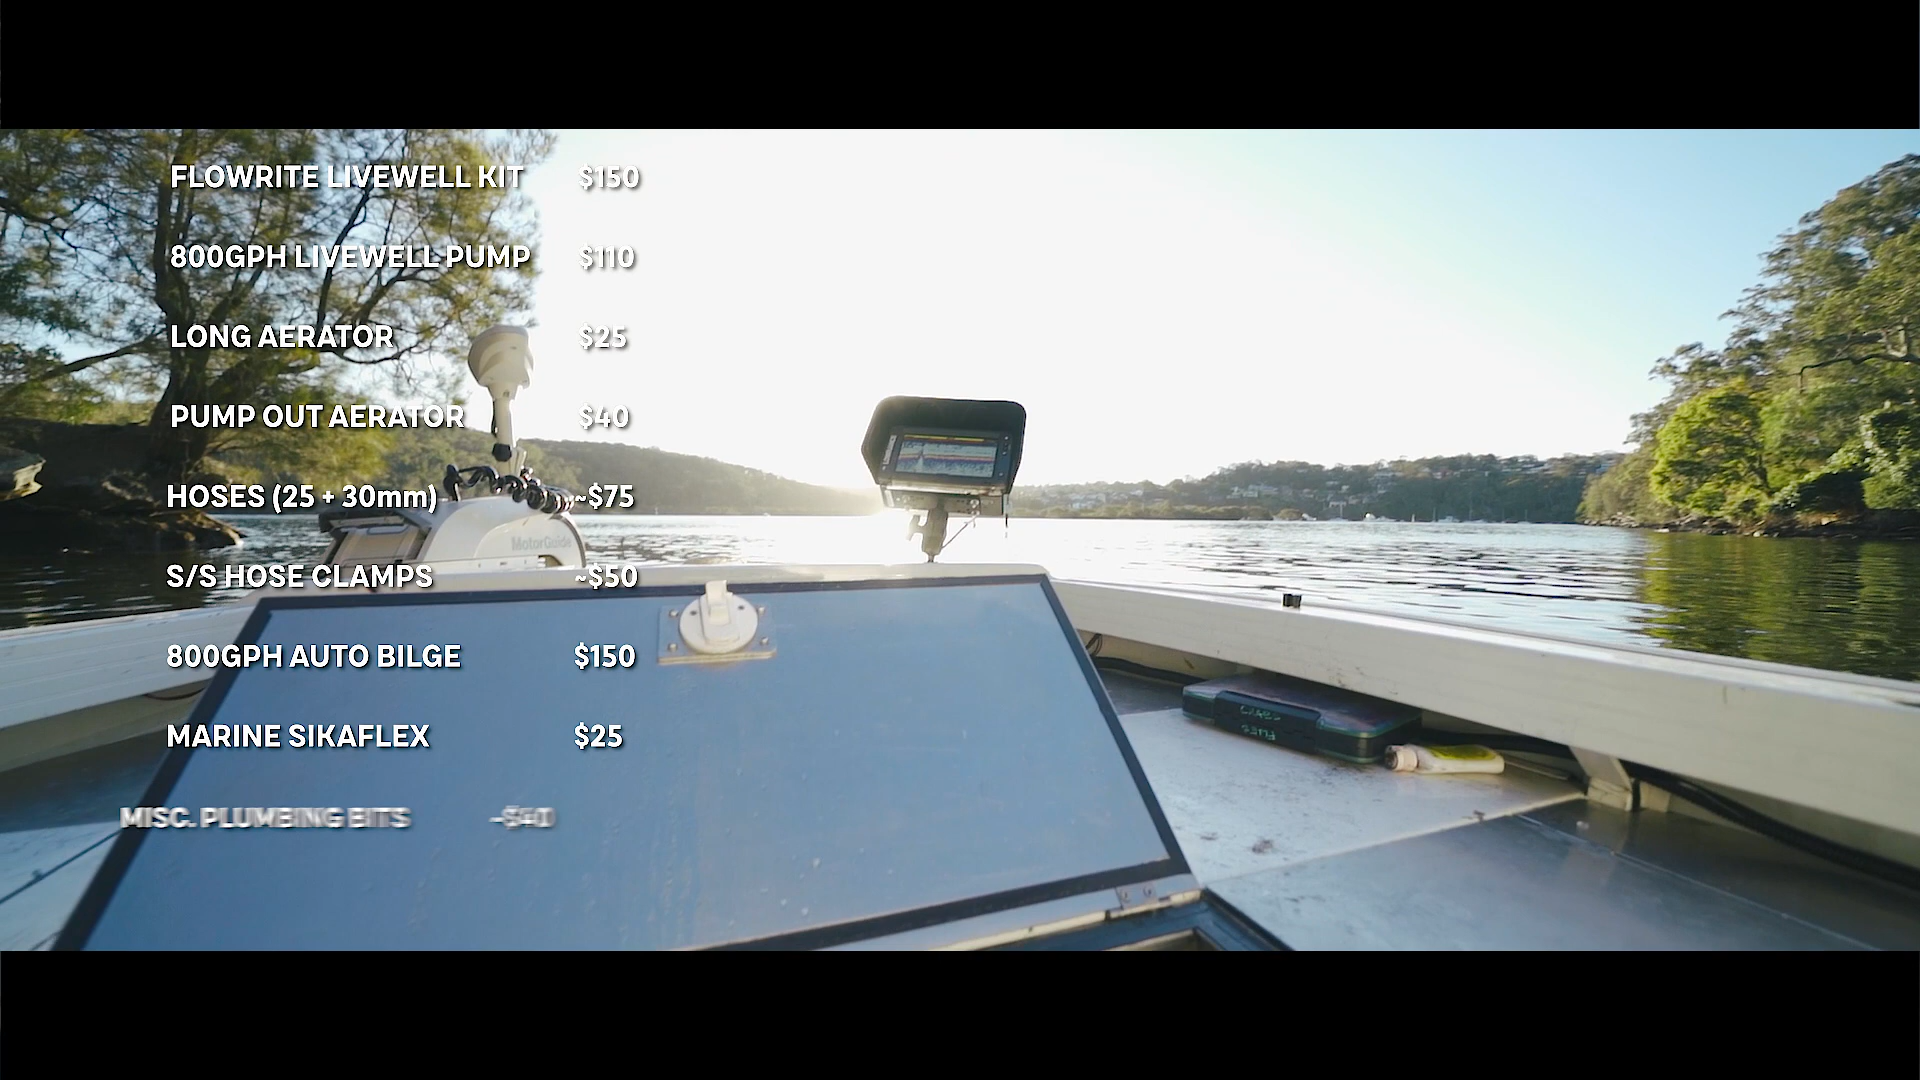 FLOWRITE LIVEWELL KIT $150
800GPH LIVEWELL PUMP $110
LONG AERATOR $25
PUMP OUT AERATOR $40
HOSES (25 + 30mm) ~$75
MotorGuide
S/S HOSE CLAMPS ~$50
800GPH AUTO BILGE $150
MARINE SIKAFLEX $25
MISC. PLUMBING BITS ~$40